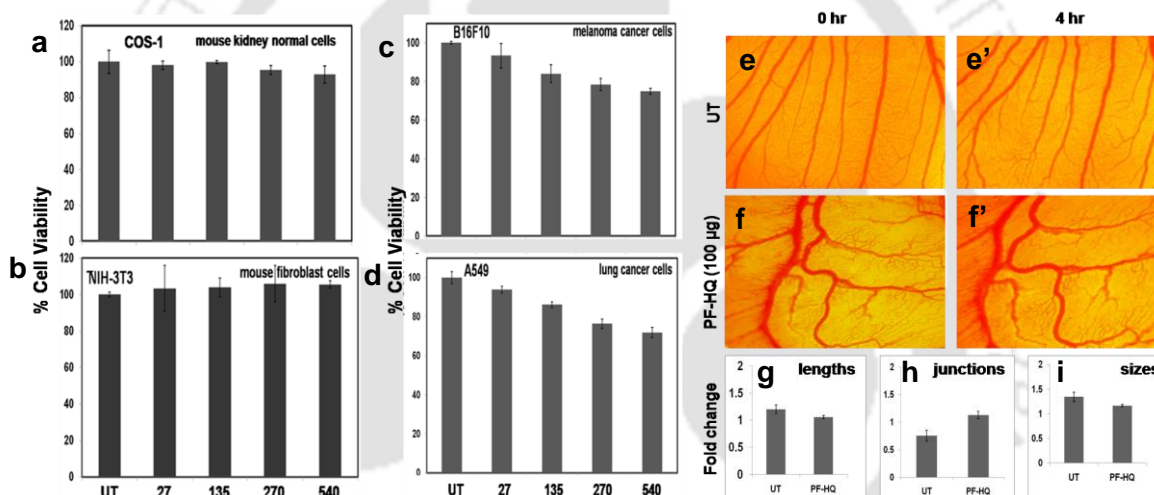 a
120
100
80
60
40
20
0
COS-1 mouse kidney normal cells
b
120
100
80
60
40
20
0
NIH-3T3 mouse fibroblast cells
UT 27 135 270 540
% Cell Viability
c
100
80
60
40
20
0
B16F10
melanoma cancer cells
d
100
80
60
40
20
0
A549
lung cancer cells
UT 27 135 270 540
% Cell Viability
0 hr 4 hr
UT
e e'
PF-HQ (100 µg)
f f'
Fold change
g lengths
2
1.5
1
0.5
0
UT PF-HQ
h junctions
2
1.5
1
0.5
0
UT PF-HQ
i sizes
2
1.5
1
0.5
0
UT PF-HQ